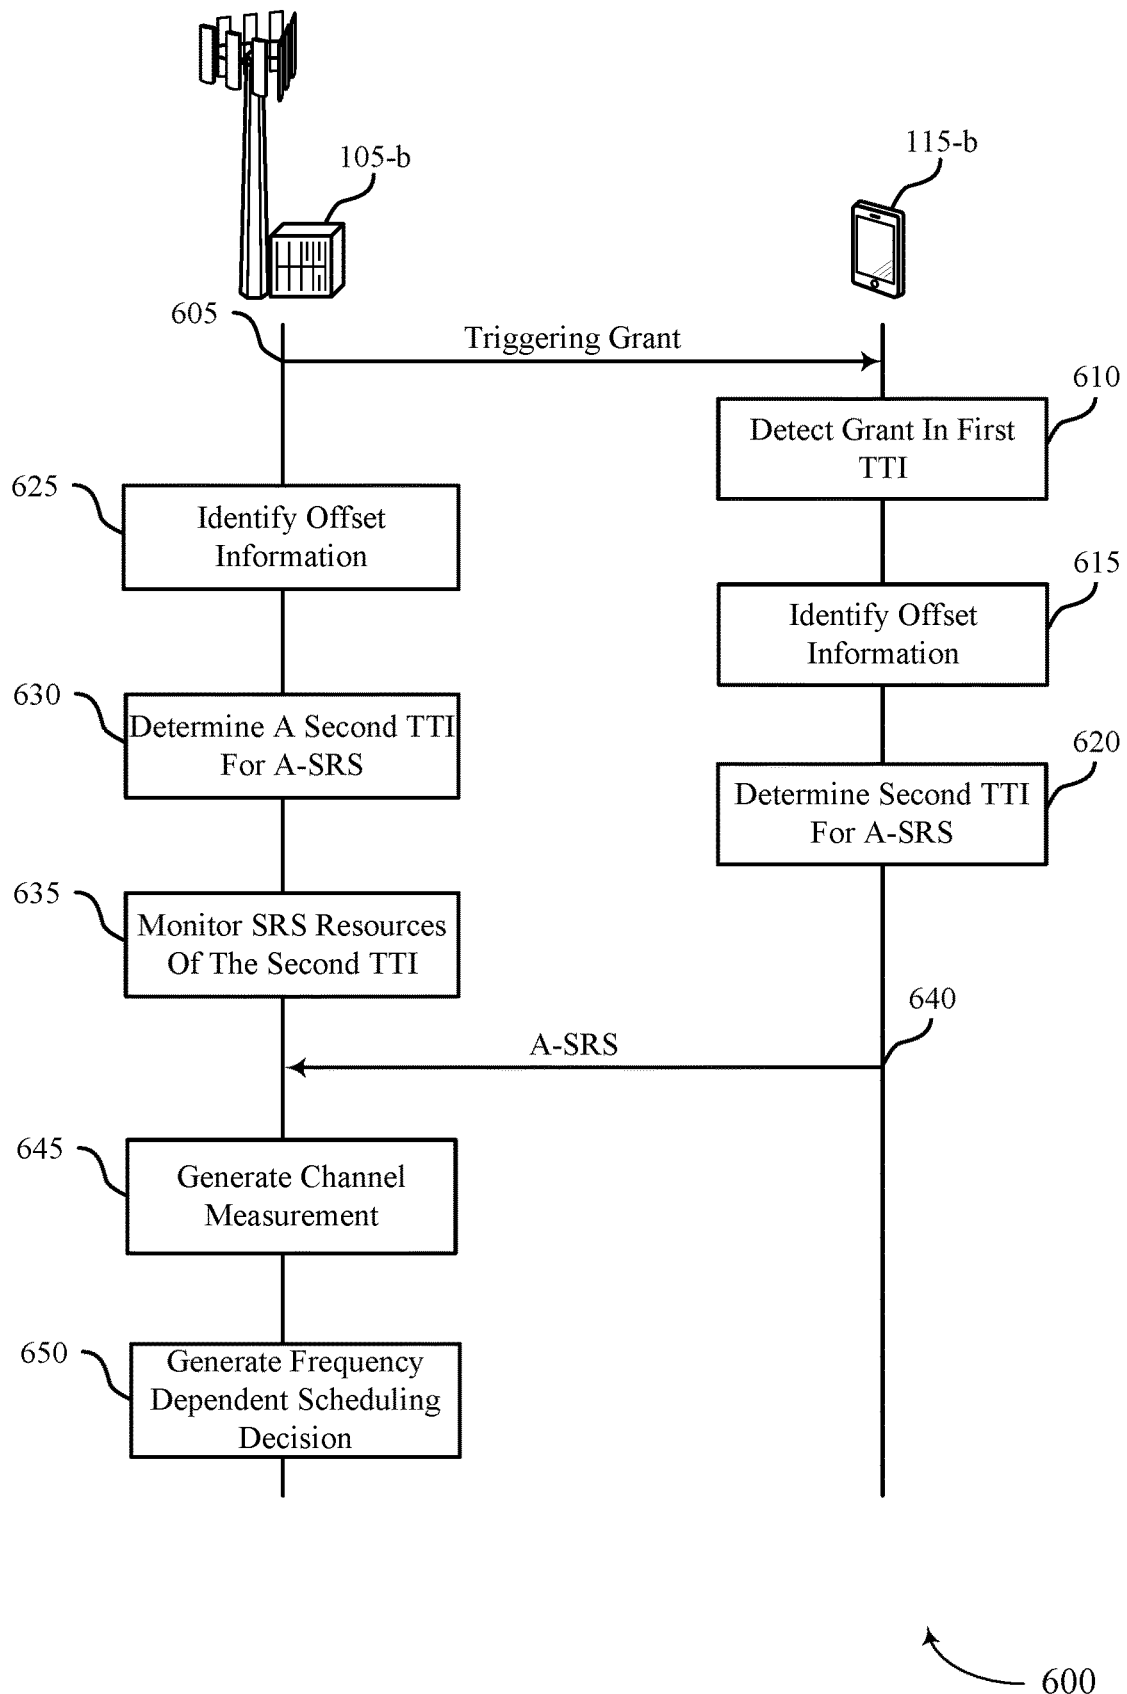 105-b
115-b
605
Triggering Grant
610
Detect Grant In First
TTI
625
Identify Offset
Information
615
Identify Offset
Information
630
Determine A Second TTI
For A-SRS
620
Determine Second TTI
For A-SRS
635
Monitor SRS Resources
Of The Second TTI
640
A-SRS
645
Generate Channel
Measurement
650
Generate Frequency
Dependent Scheduling
Decision
600